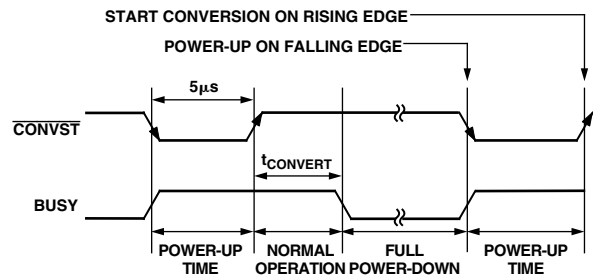 START CONVERSION ON RISING EDGE
POWER-UP ON FALLING EDGE
5µs
CONVST
tCONVERT
BUSY
POWER-UP TIME
NORMAL OPERATION
FULL POWER-DOWN
POWER-UP TIME